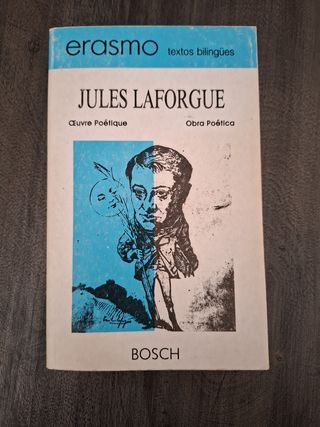 erasmo textos bilingües
JULES LAFORGUE
Œuvre Poétique Obra Poética
BOSCH